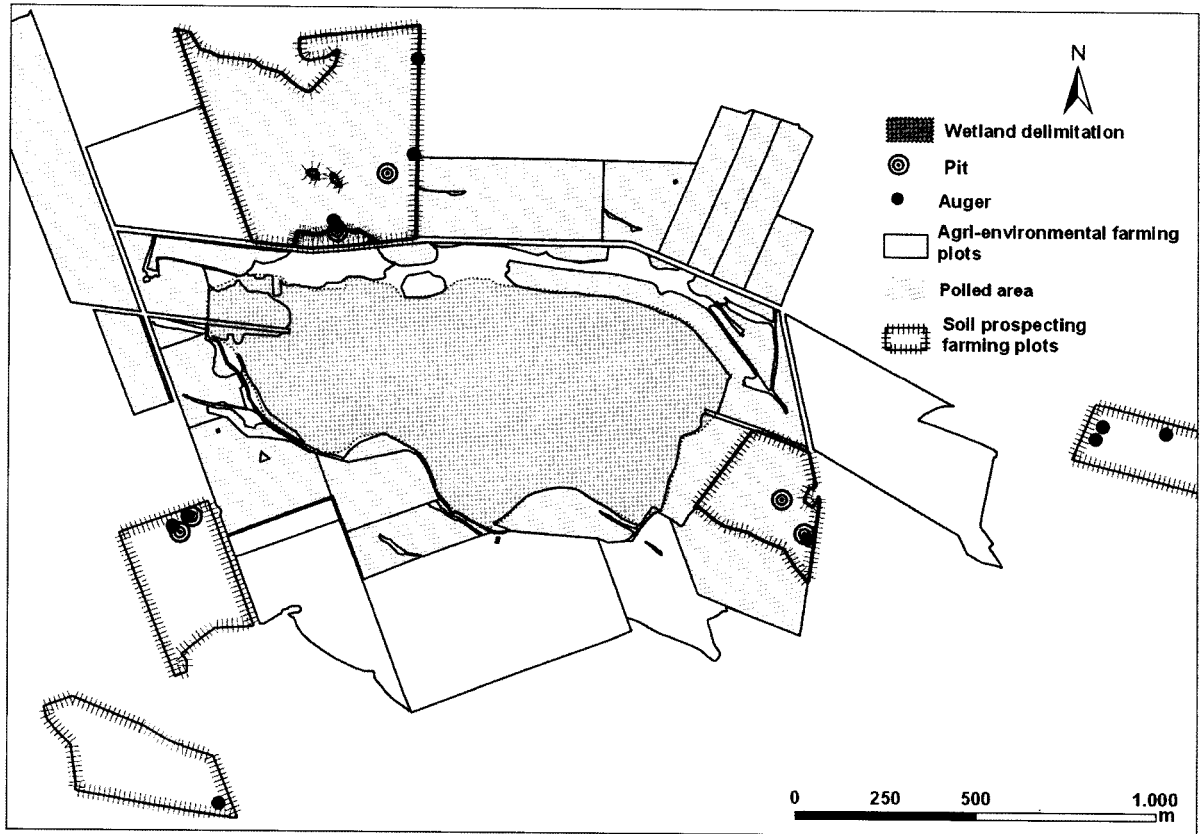 N
Wetland delimitation
Pit
Auger
Agri-environmental farming
plots
Polled area
Soil prospecting
farming plots
0 250 500 1.000
m